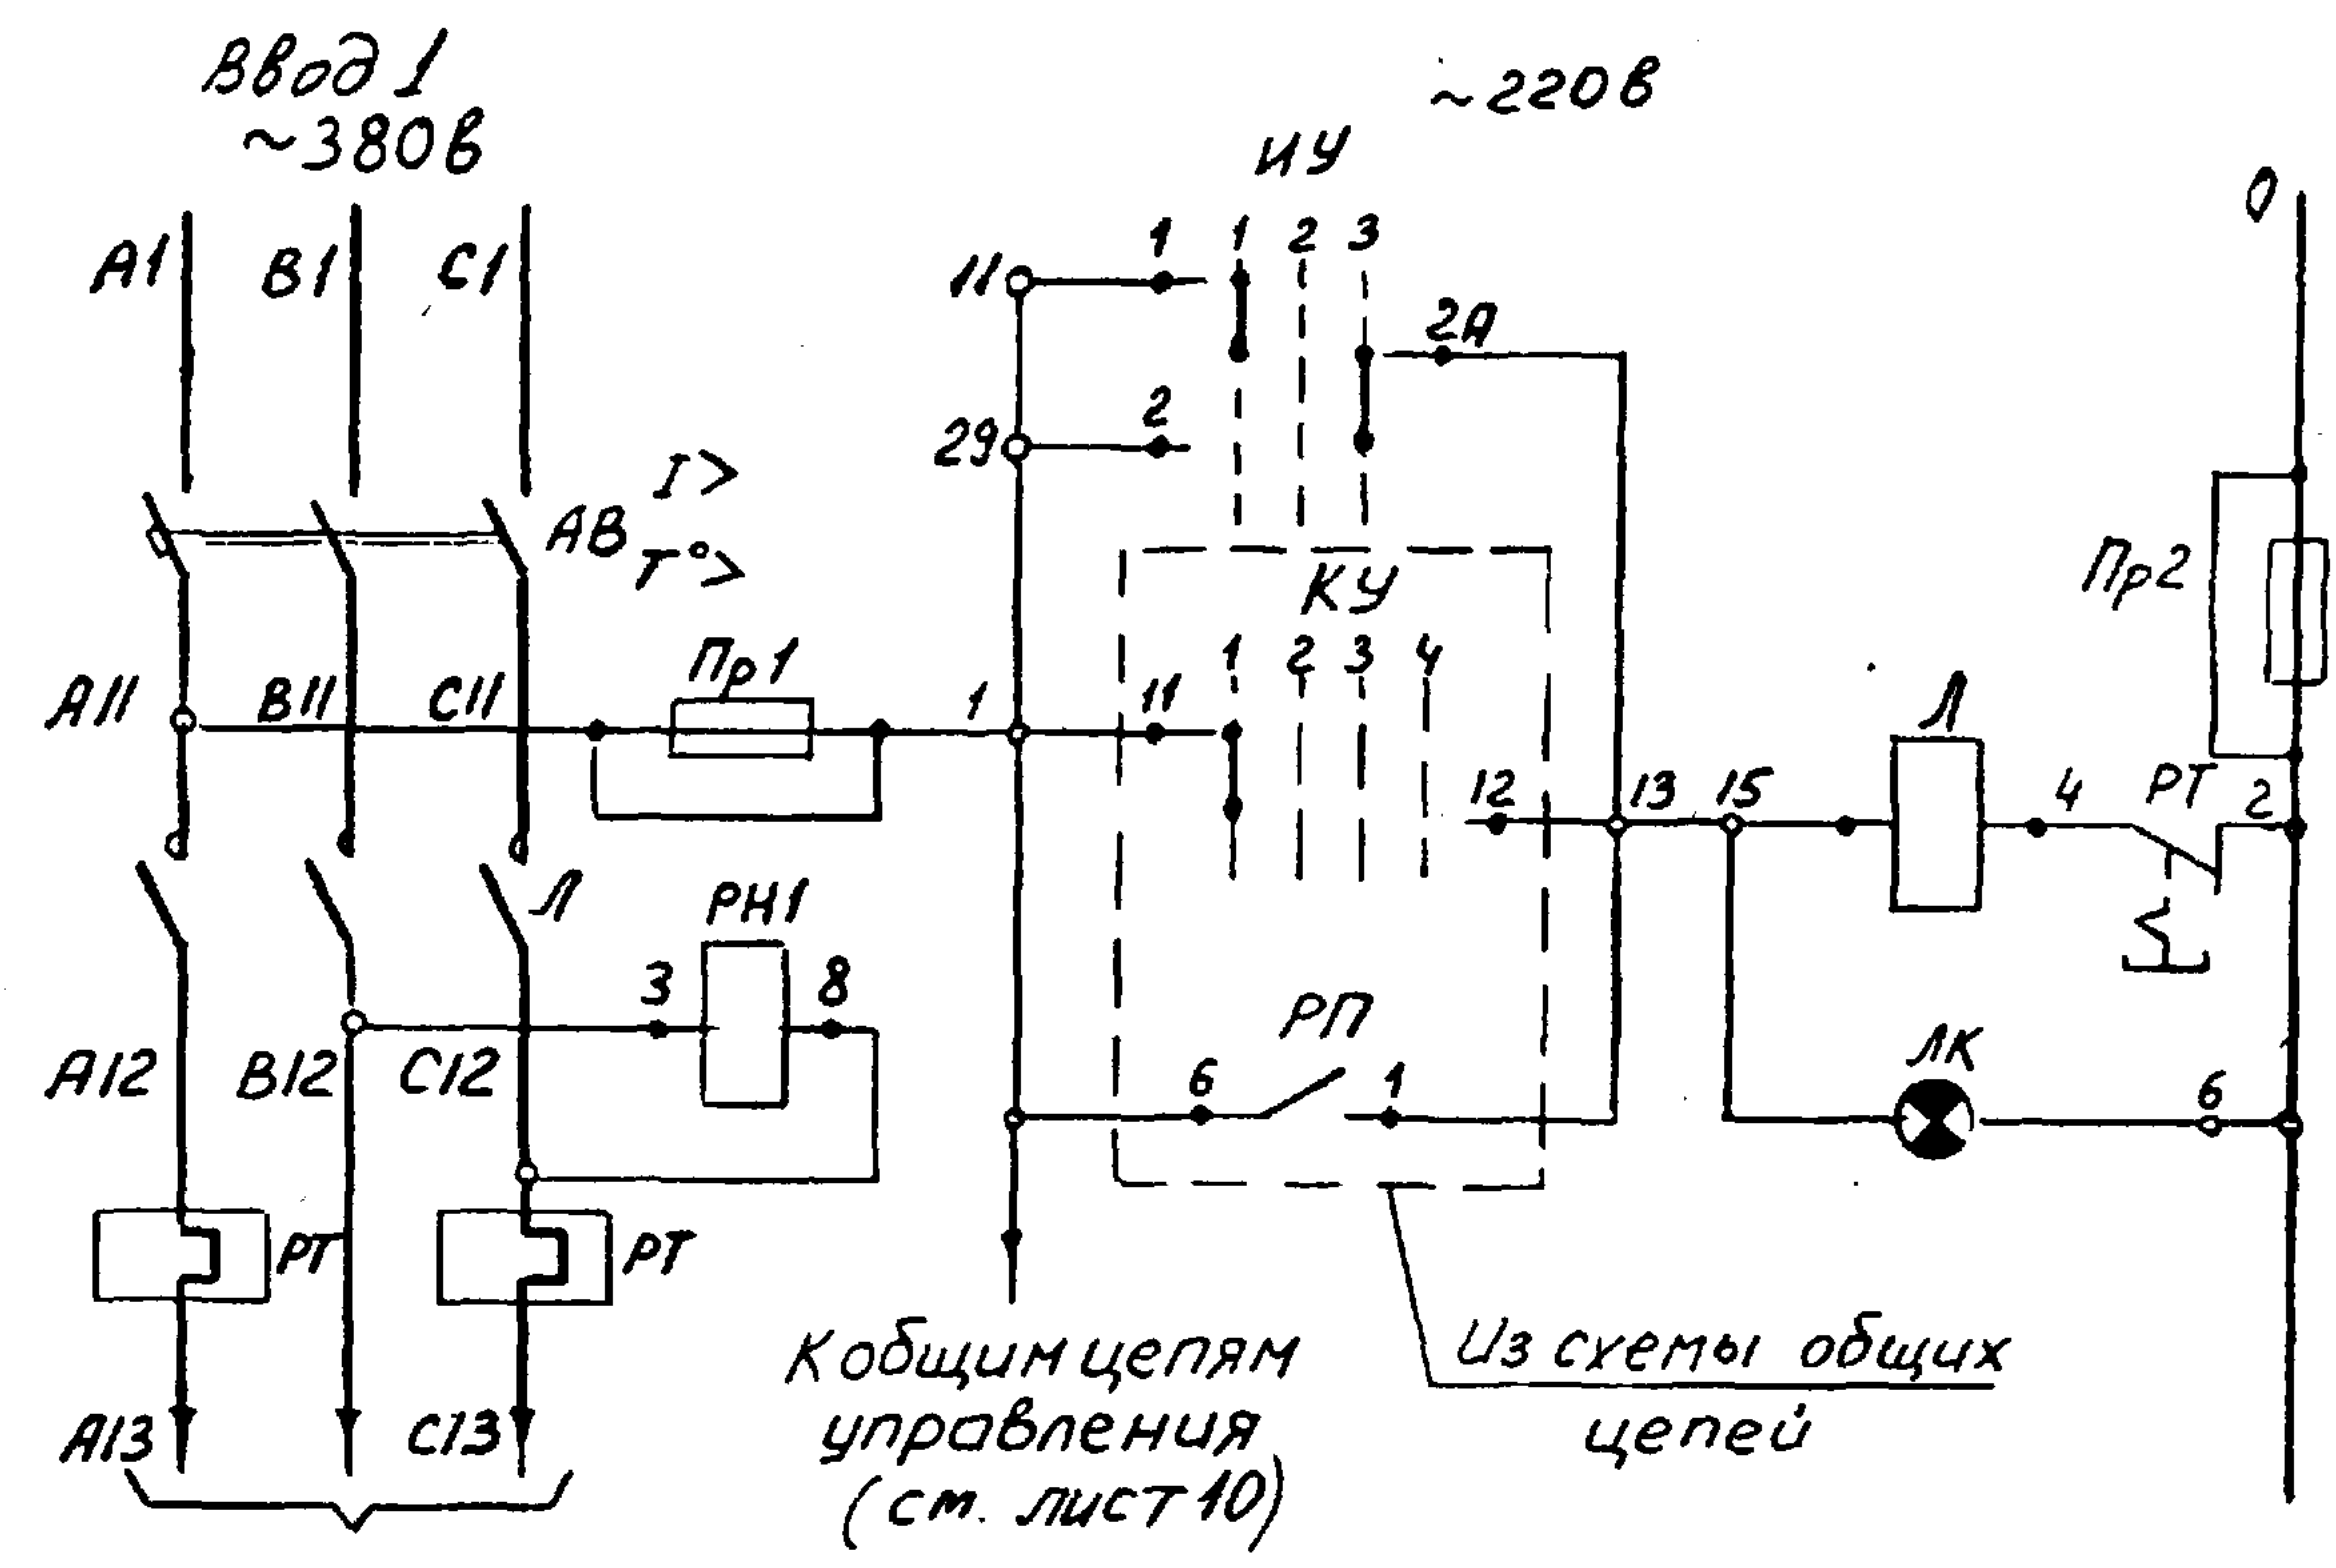 Ввод 1
~380в
~220в
ИУ
0
А1
В1
С1
11
1
1
2
3
2А
29
2
I>
АВ
Т°>
КУ
Пр2
Пр1
1
2
3
4
А11
В11
С11
1
11
Л
12
13
15
4
РТ
2
Л
РН1
3
8
РП
ЛК
А12
В12
С12
6
1
6
РТ
РТ
К общим цепям
управления
(см. лист 10)
Из схемы общих
цепей
А13
С13